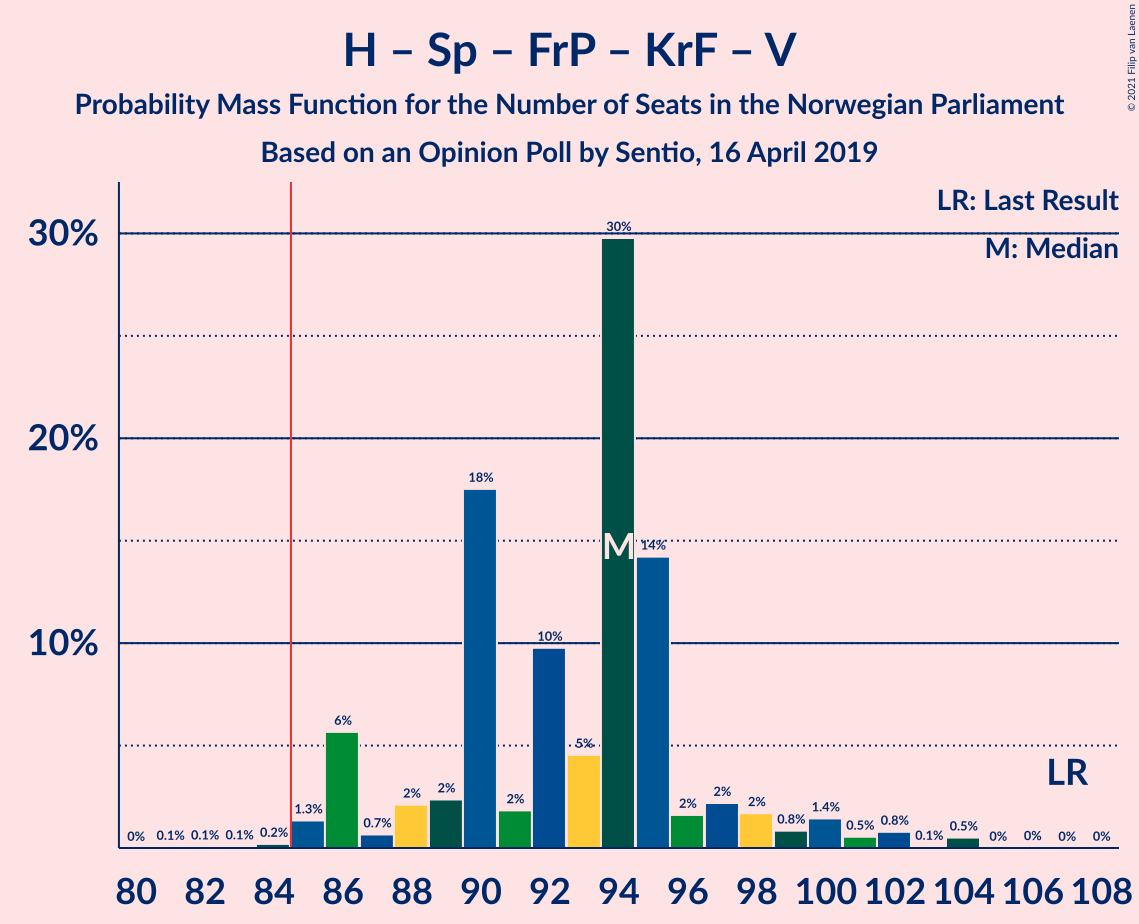 H – Sp – FrP – KrF – V
Probability Mass Function for the Number of Seats in the Norwegian Parliament
Based on an Opinion Poll by Sentio, 16 April 2019
© 2021 Filip van Laenen
LR: Last Result
M: Median
30%
20%
10%
0% 0.1% 0.1% 0.1% 0.2% 1.3% 6% 0.7% 2% 2% 18% 2% 10% 5% 30% 14% 2% 2% 2% 0.8% 1.4% 0.5% 0.8% 0.1% 0.5% 0% 0% 0% 0%
M
LR
80 82 84 86 88 90 92 94 96 98 100 102 104 106 108